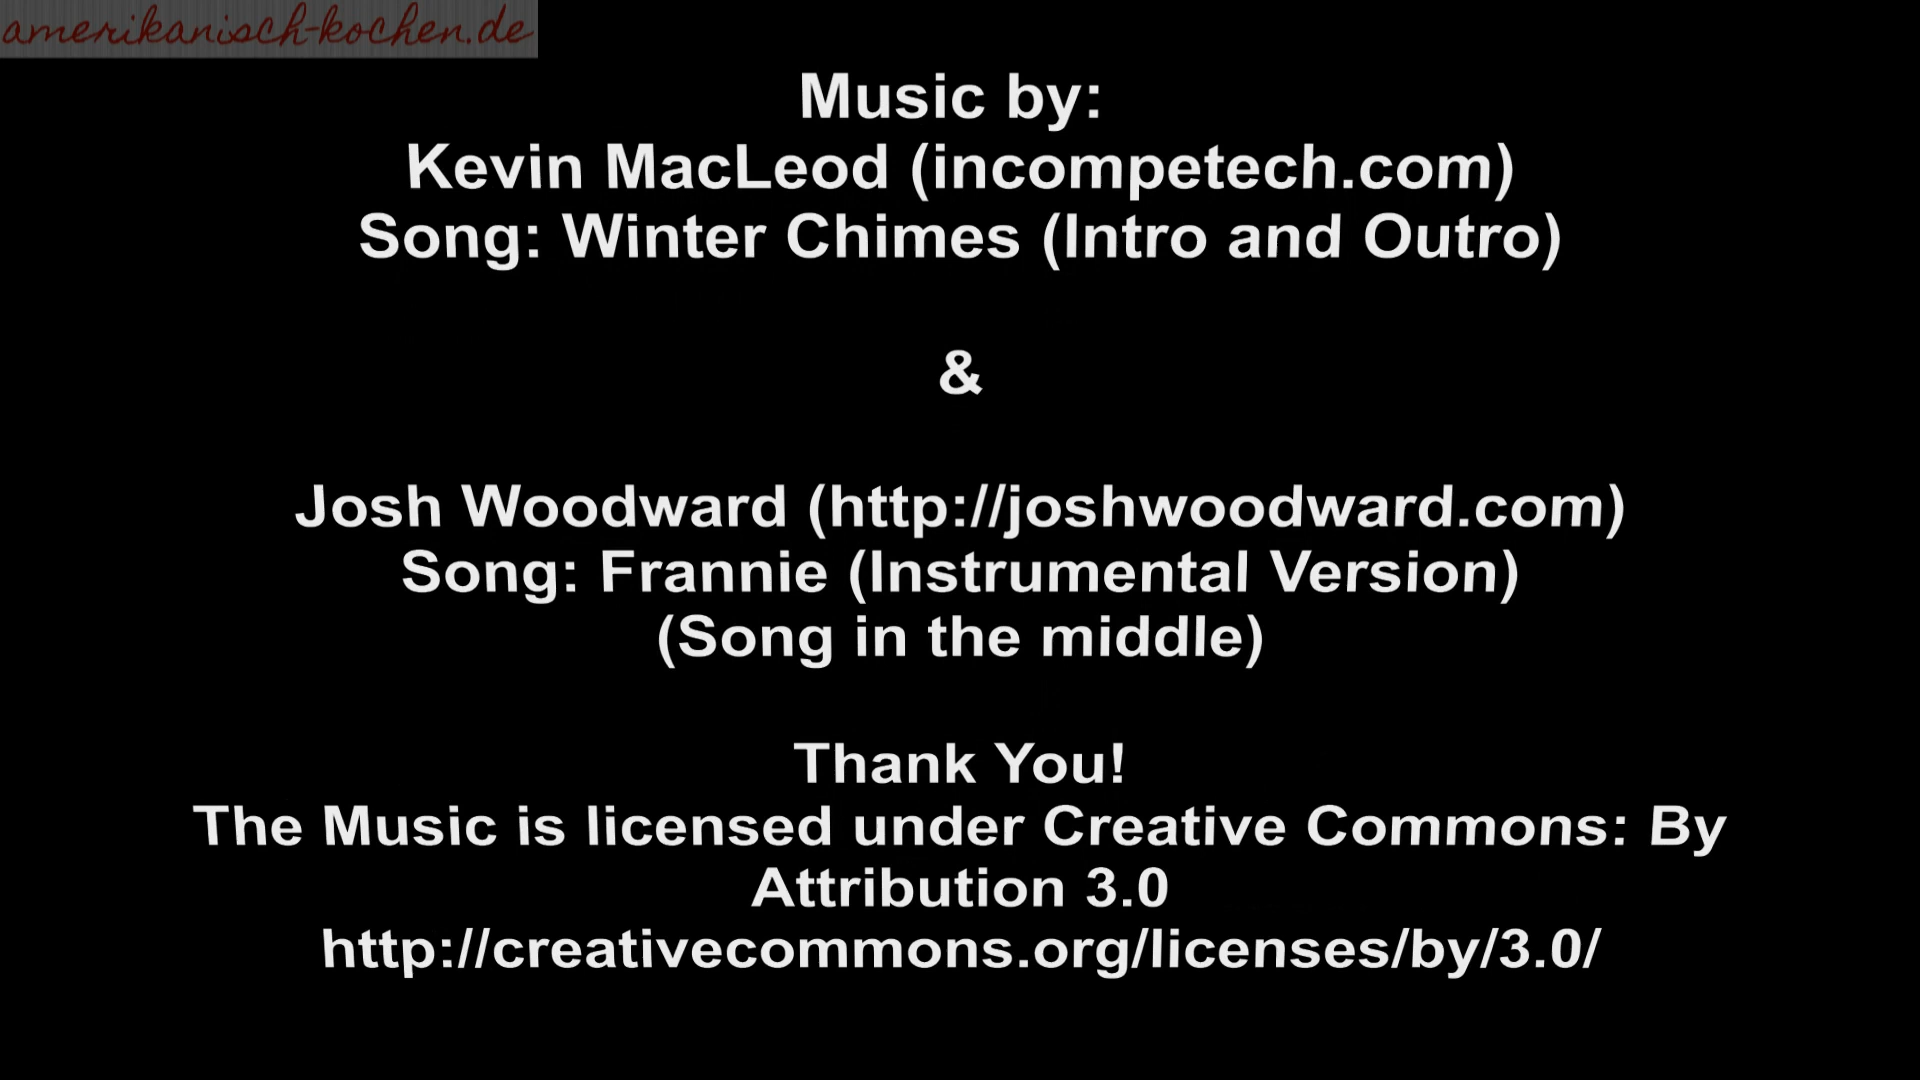 amerikanisch-kochen.de
Music by:
Kevin MacLeod (incompetech.com)
Song: Winter Chimes (Intro and Outro)
&
Josh Woodward (http://joshwoodward.com)
Song: Frannie (Instrumental Version)
(Song in the middle)
Thank You!
The Music is licensed under Creative Commons: By
Attribution 3.0
http://creativecommons.org/licenses/by/3.0/